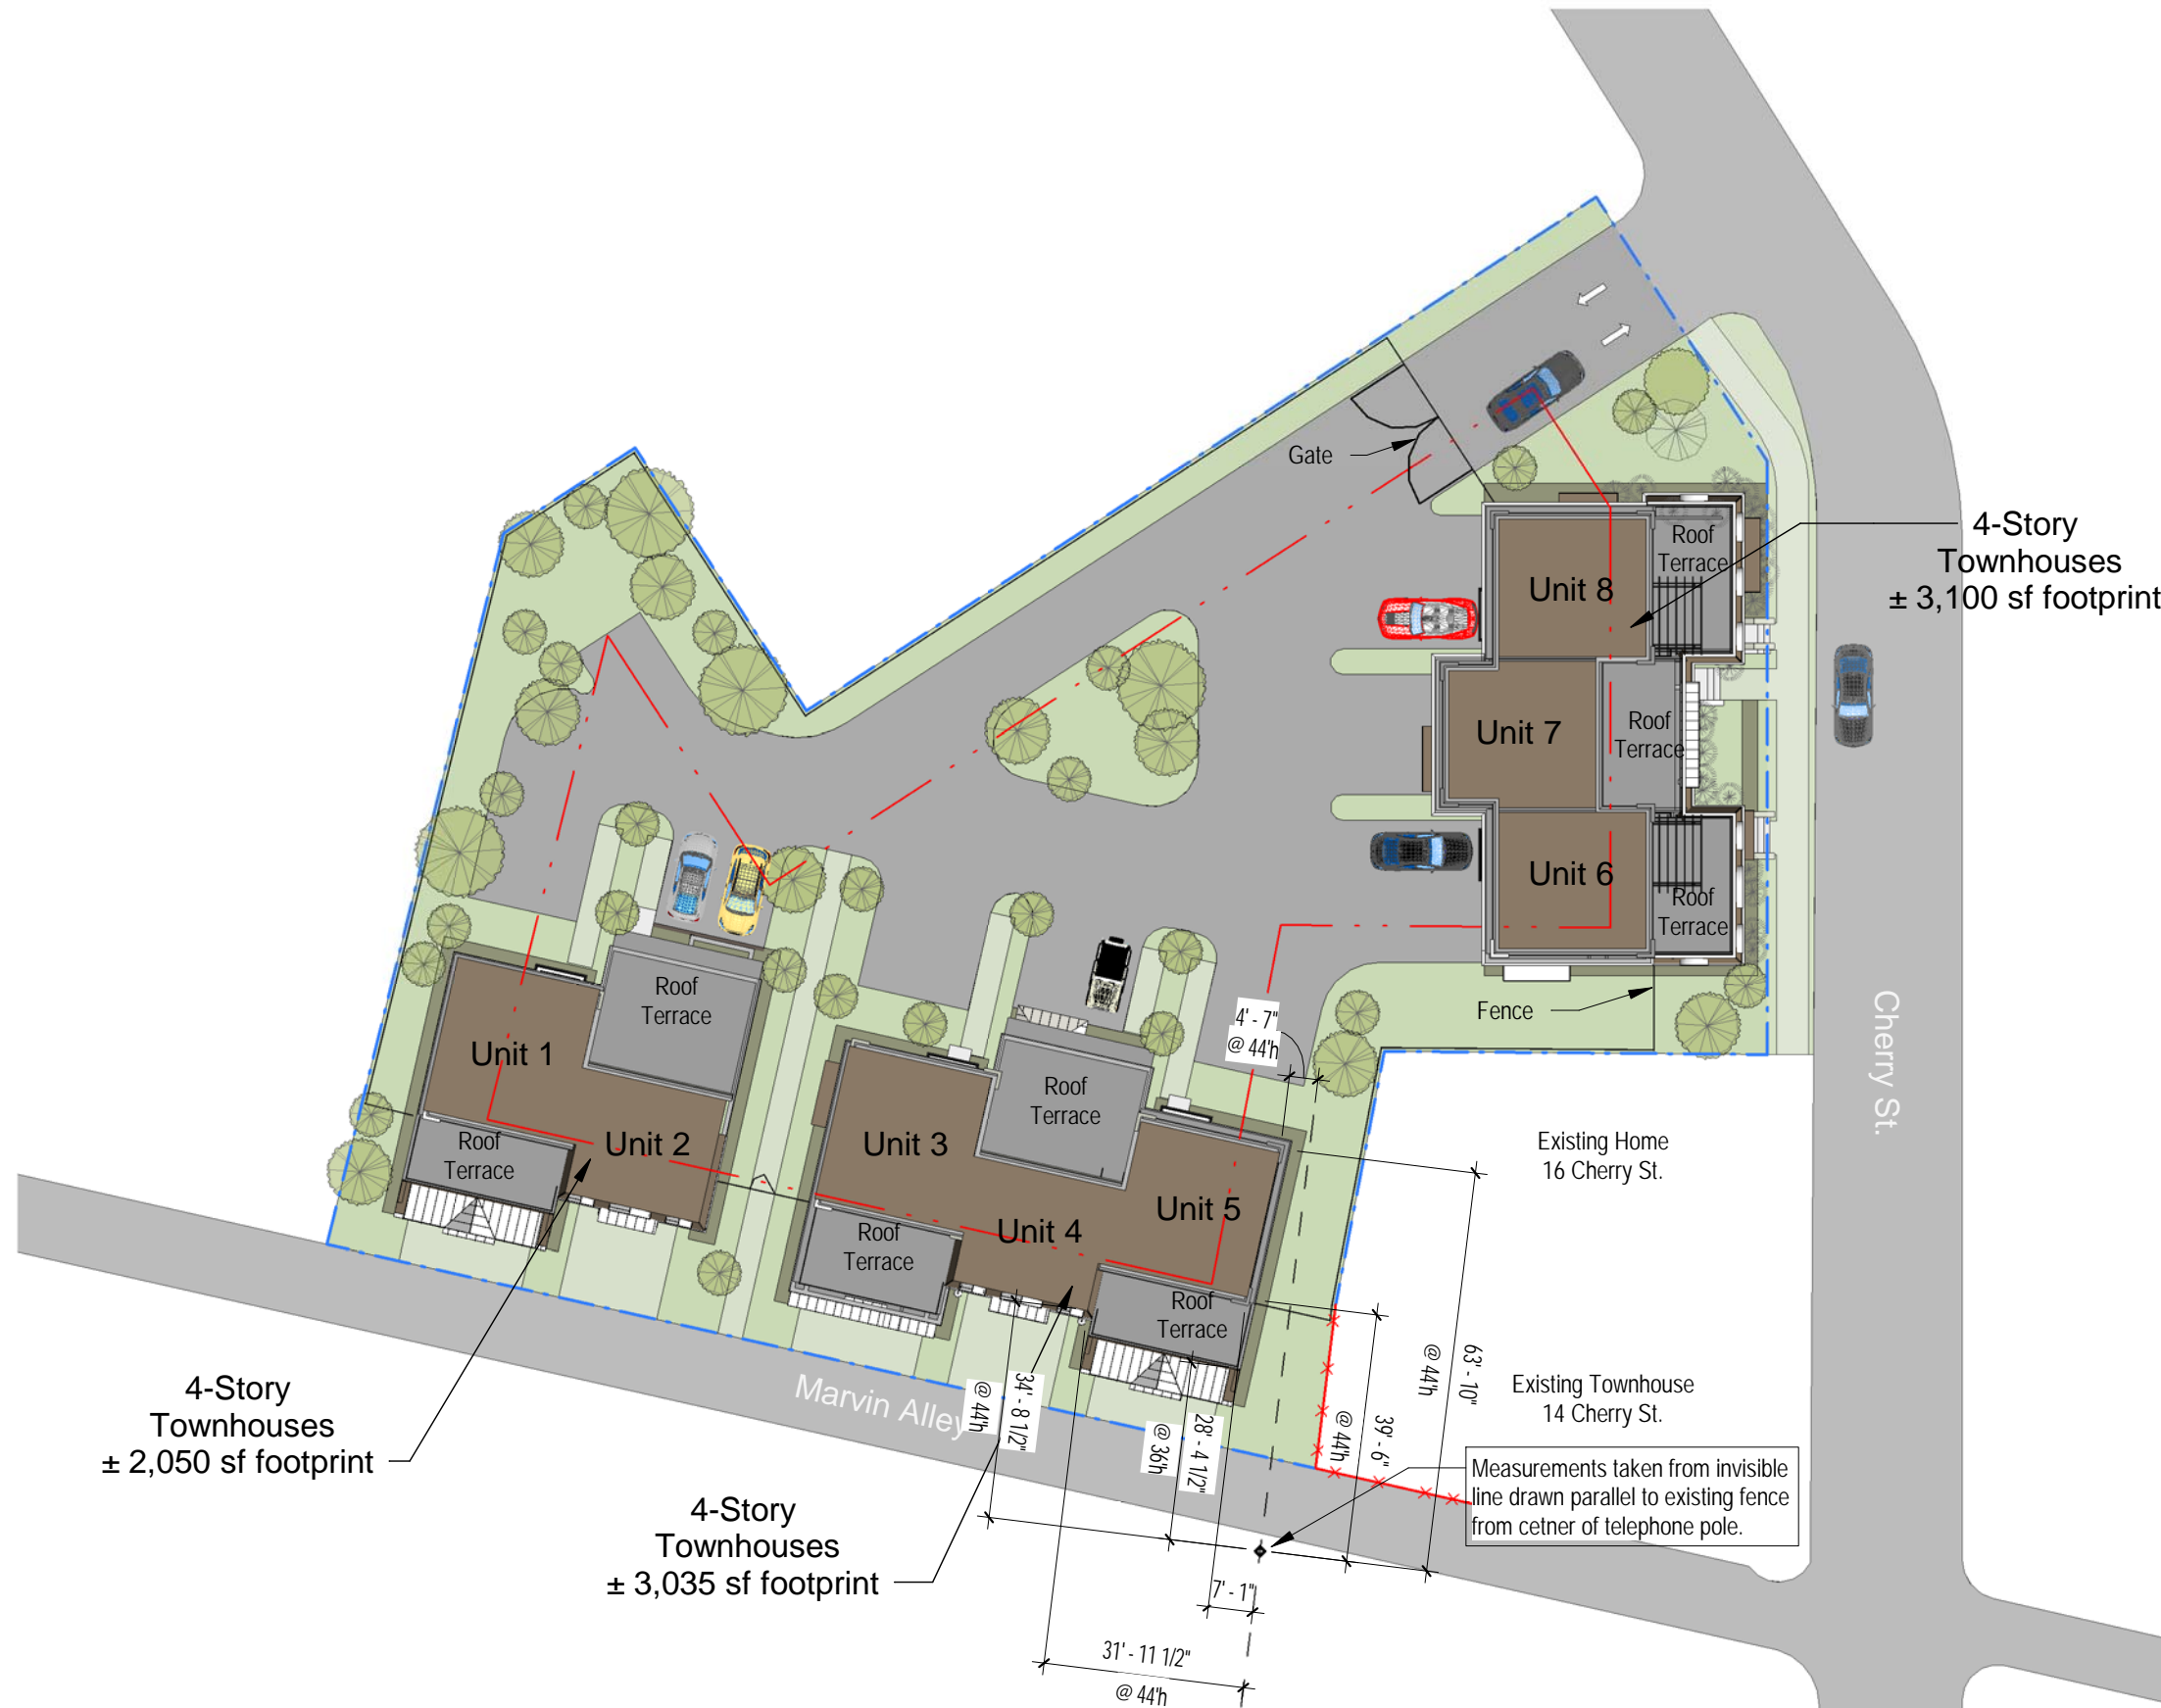 Gate
4-Story
Townhouses
± 3,100 sf footprint
Roof
Terrace
Unit 8
Unit 7
Roof
Terrace
Unit 6
Roof
Terrace
Fence
Cherry St.
Roof
Terrace
Unit 1
Roof
Terrace
Unit 2
4'- 7"
@ 44'h
Roof
Terrace
Unit 3
Unit 4
Unit 5
Roof
Terrace
Roof
Terrace
Existing Home
16 Cherry St.
63' - 10"
@ 44'h
39' - 6"
@ 44'h
Existing Townhouse
14 Cherry St.
34' - 8 1/2"
@ 44'h
28' - 4 1/2"
@ 36'h
Marvin Alley
4-Story
Townhouses
± 2,050 sf footprint
4-Story
Townhouses
± 3,035 sf footprint
Measurements taken from invisible
line drawn parallel to existing fence
from cetner of telephone pole.
7' - 1"
31' - 11 1/2"
@ 44'h